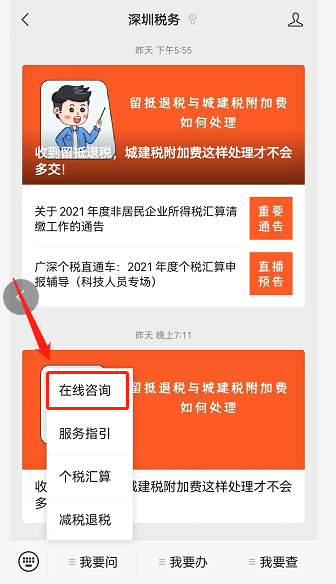 深圳税务
昨天 下午5:55
留抵退税与城建税附加费
如何处理
收到留抵退税，城建税附加费这样处理才不会
多交！
关于2021年度非居民企业所得税汇算清
缴工作的通告
重要
通告
广深个税直通车：2021年度个税汇算申
报辅导（科技人员专场）
直播
预告
昨天 晚上7:11
留抵退税与城建税附加费
如何处理
在线咨询
服务指引
个税汇算
减税退税
收
城建税附加费这样处理才不会
多
我要问
我要办
我要查